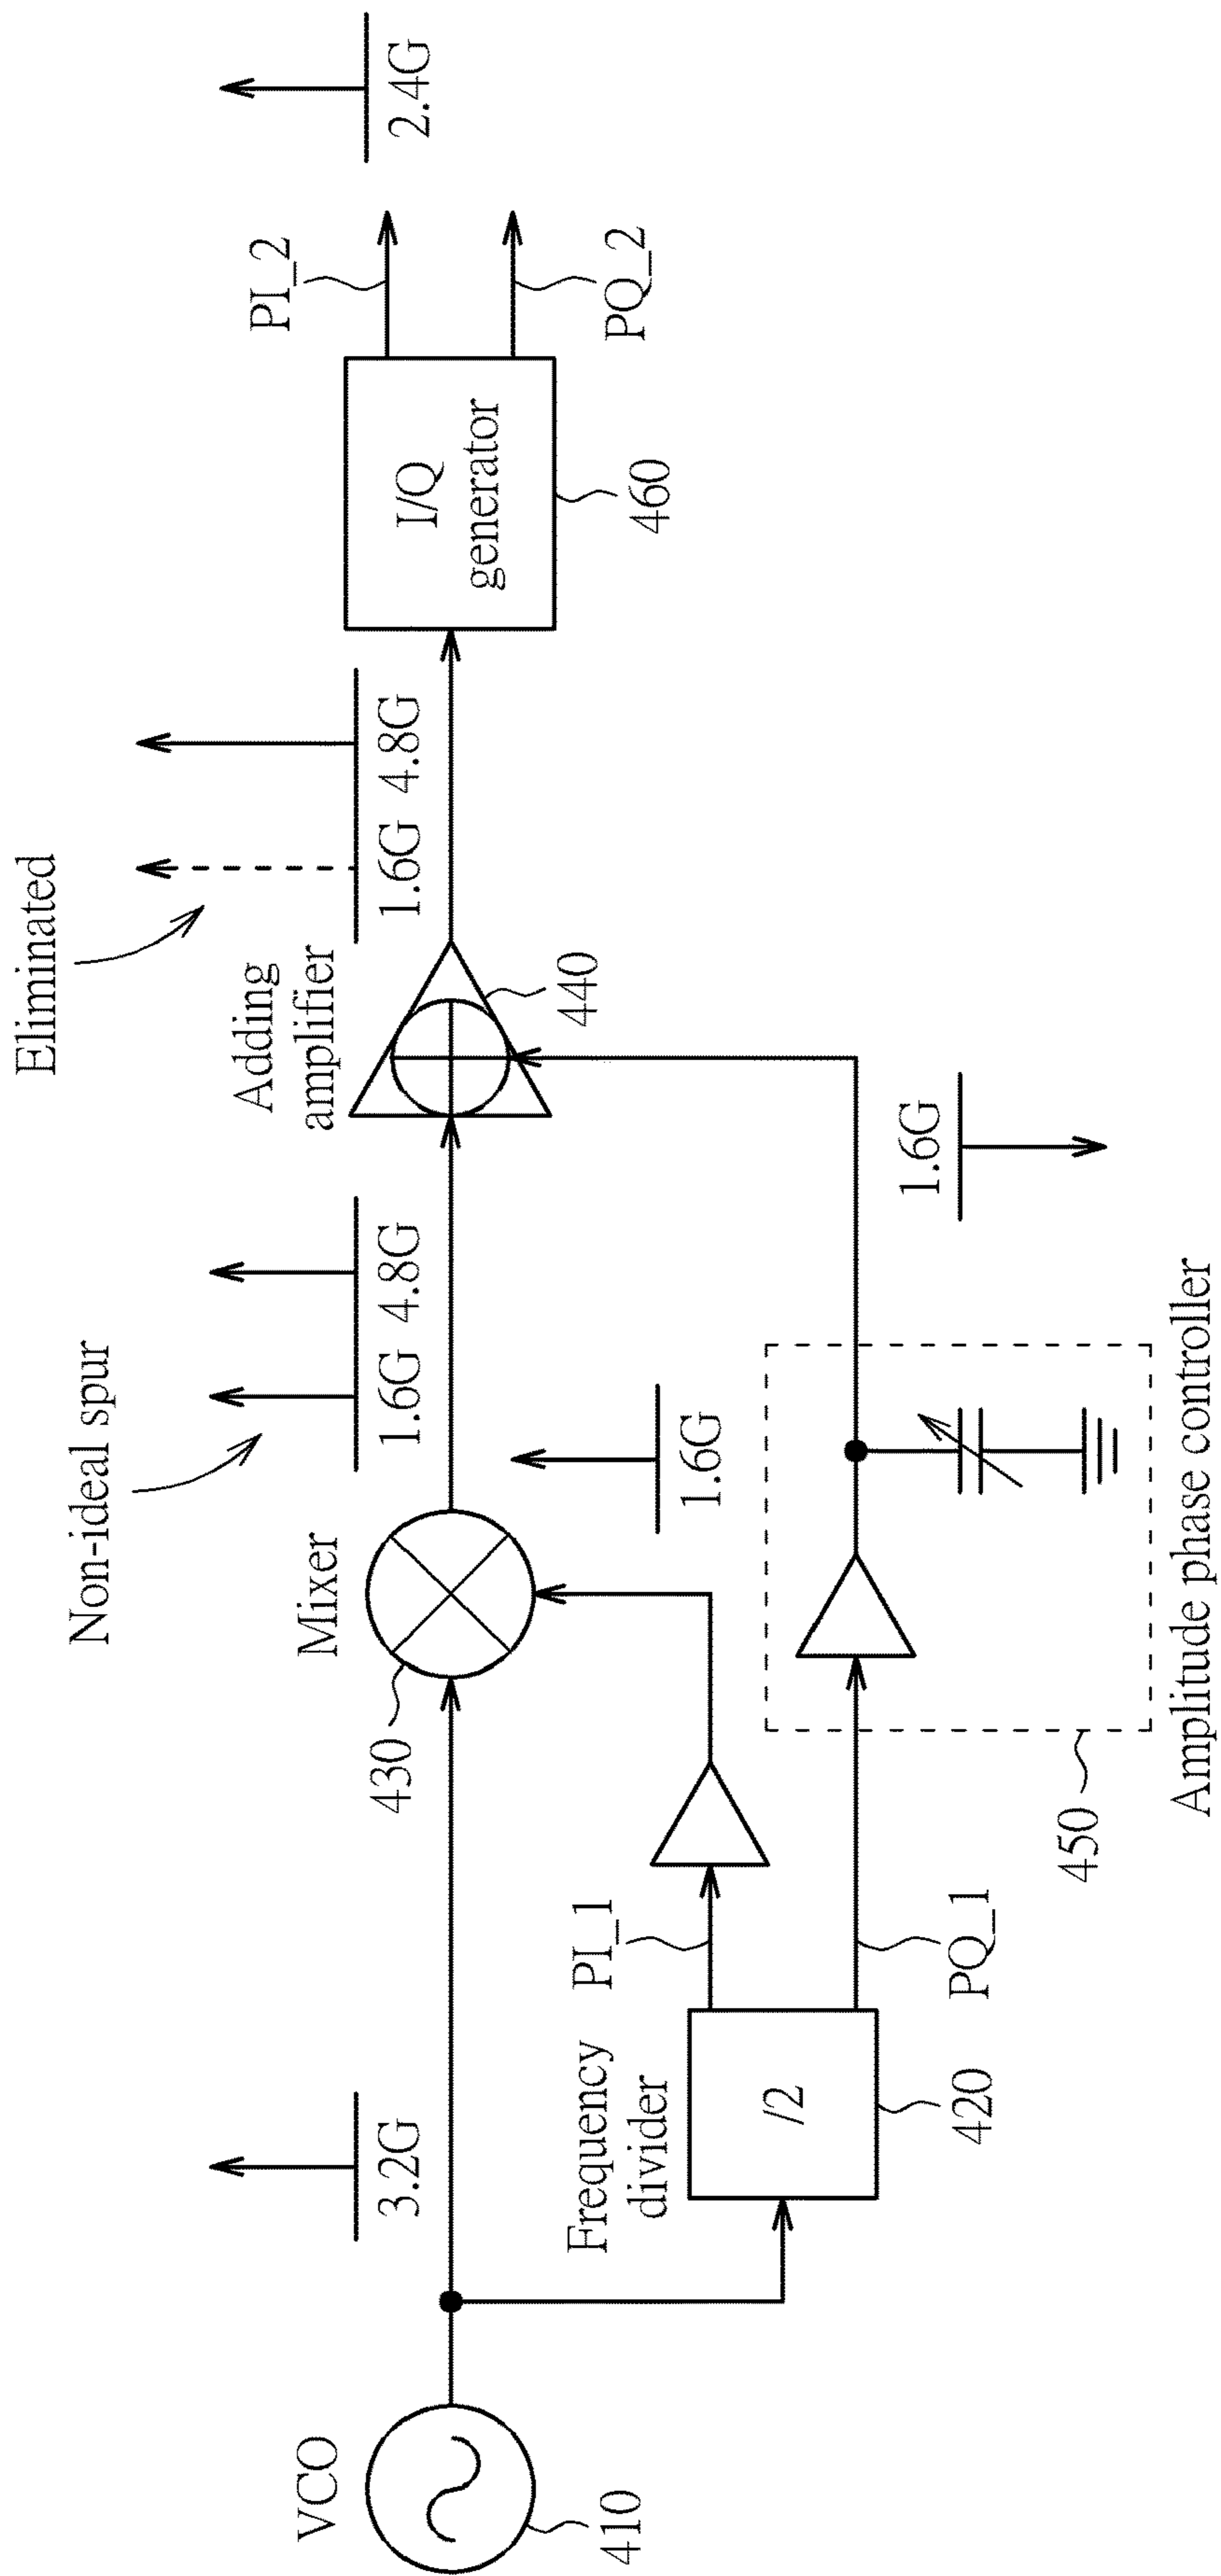 VCO
410
3.2G
Frequency
divider
/2
420
PI_1
PQ_1
Mixer
430
1.6G
Non-ideal spur
1.6G 4.8G
450
Amplitude phase controller
1.6G
Adding
amplifier
440
Eliminated
1.6G 4.8G
I/Q
generator
460
PI_2
PQ_2
2.4G